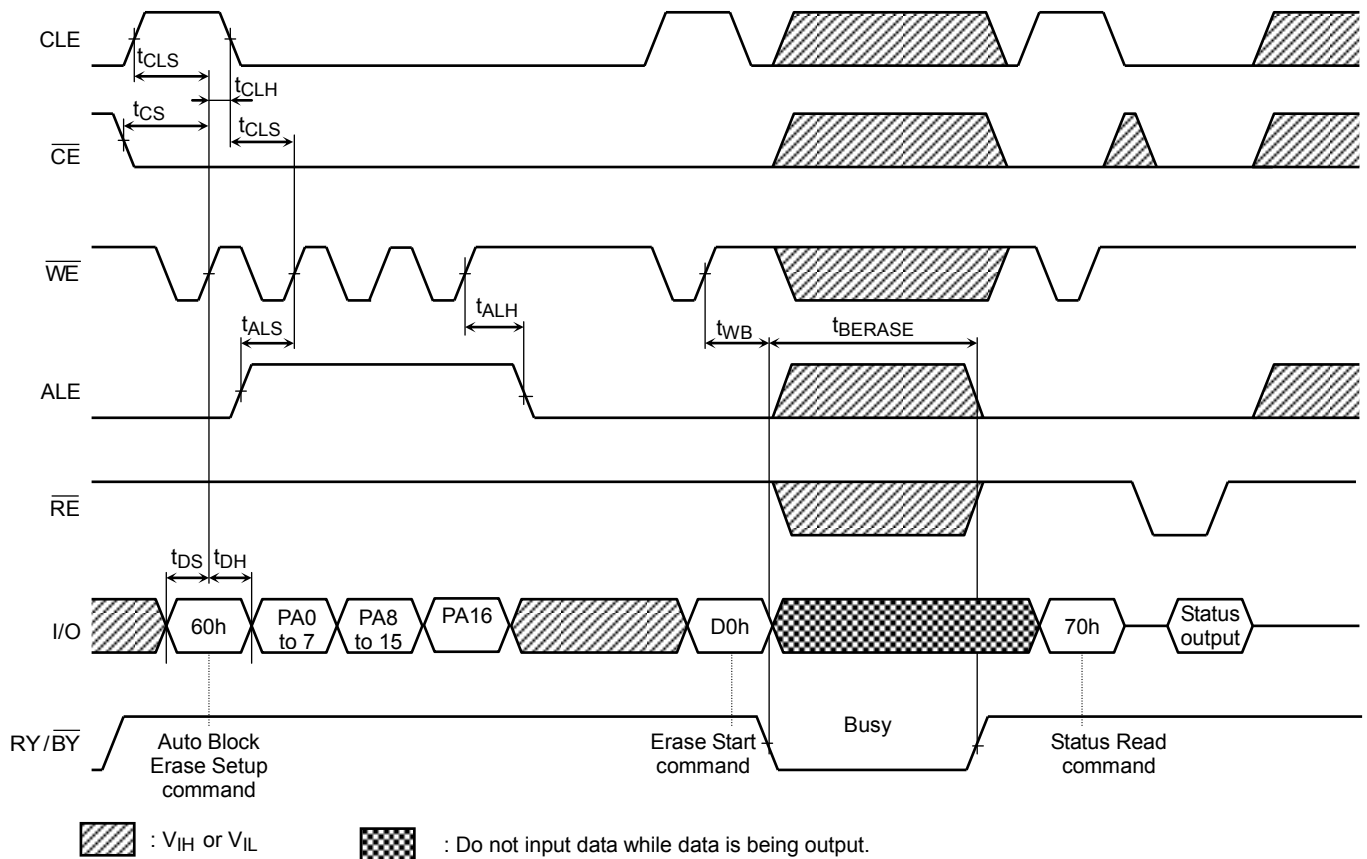 CLE
tCLS
tCLH
tCS
tCLS
CE
WE
tALS
tALH
tWB
tBERASE
ALE
RE
tDS
tDH
I/O
60h
PA0
to 7
PA8
to 15
PA16
D0h
70h
Status
output
RY/BY
Busy
Auto Block
Erase Setup
command
Erase Start
command
Status Read
command
: VIH or VIL
: Do not input data while data is being output.